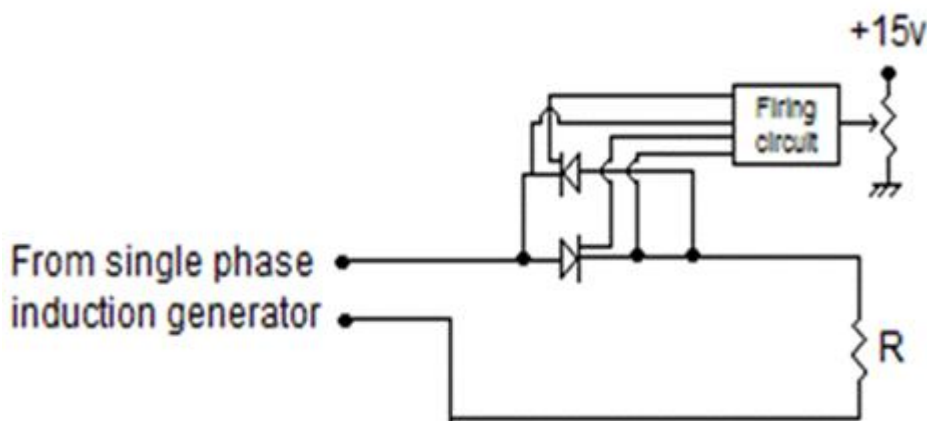 +15v
Firing
circuit
From single phase
induction generator
R